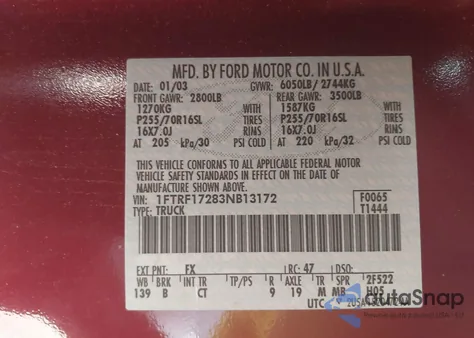 MFD. BY FORD MOTOR CO. IN U.S.A.
DATE: 01/03 GVWR: 6050LB/ 2744KG
FRONT GAWR: 2800LB REAR GAWR: 3500LB
1270KG WITH 1587KG WITH
P255/70R16SL TIRES P255/70R16SL TIRES
16X7.0J RIMS 16X7.0J RIMS
AT 205 kPa/30 PSI COLD AT 220 kPa/32 PSI COLD
THIS VEHICLE CONFORMS TO ALL APPLICABLE FEDERAL MOTOR
VEHICLE SAFETY STANDARDS IN EFFECT ON THE DATE OF
MANUFACTURE SHOWN ABOVE.
VIN: 1FTRF17283NB13172 F0065
TYPE: TRUCK T1444
EXT PNT: FX RC: 47 DSO:
WB BRK INT TR TP/PS R AXLE TR SPR 2F522
139 B CT 9 19 M MB H05
UTC
AutoSnap